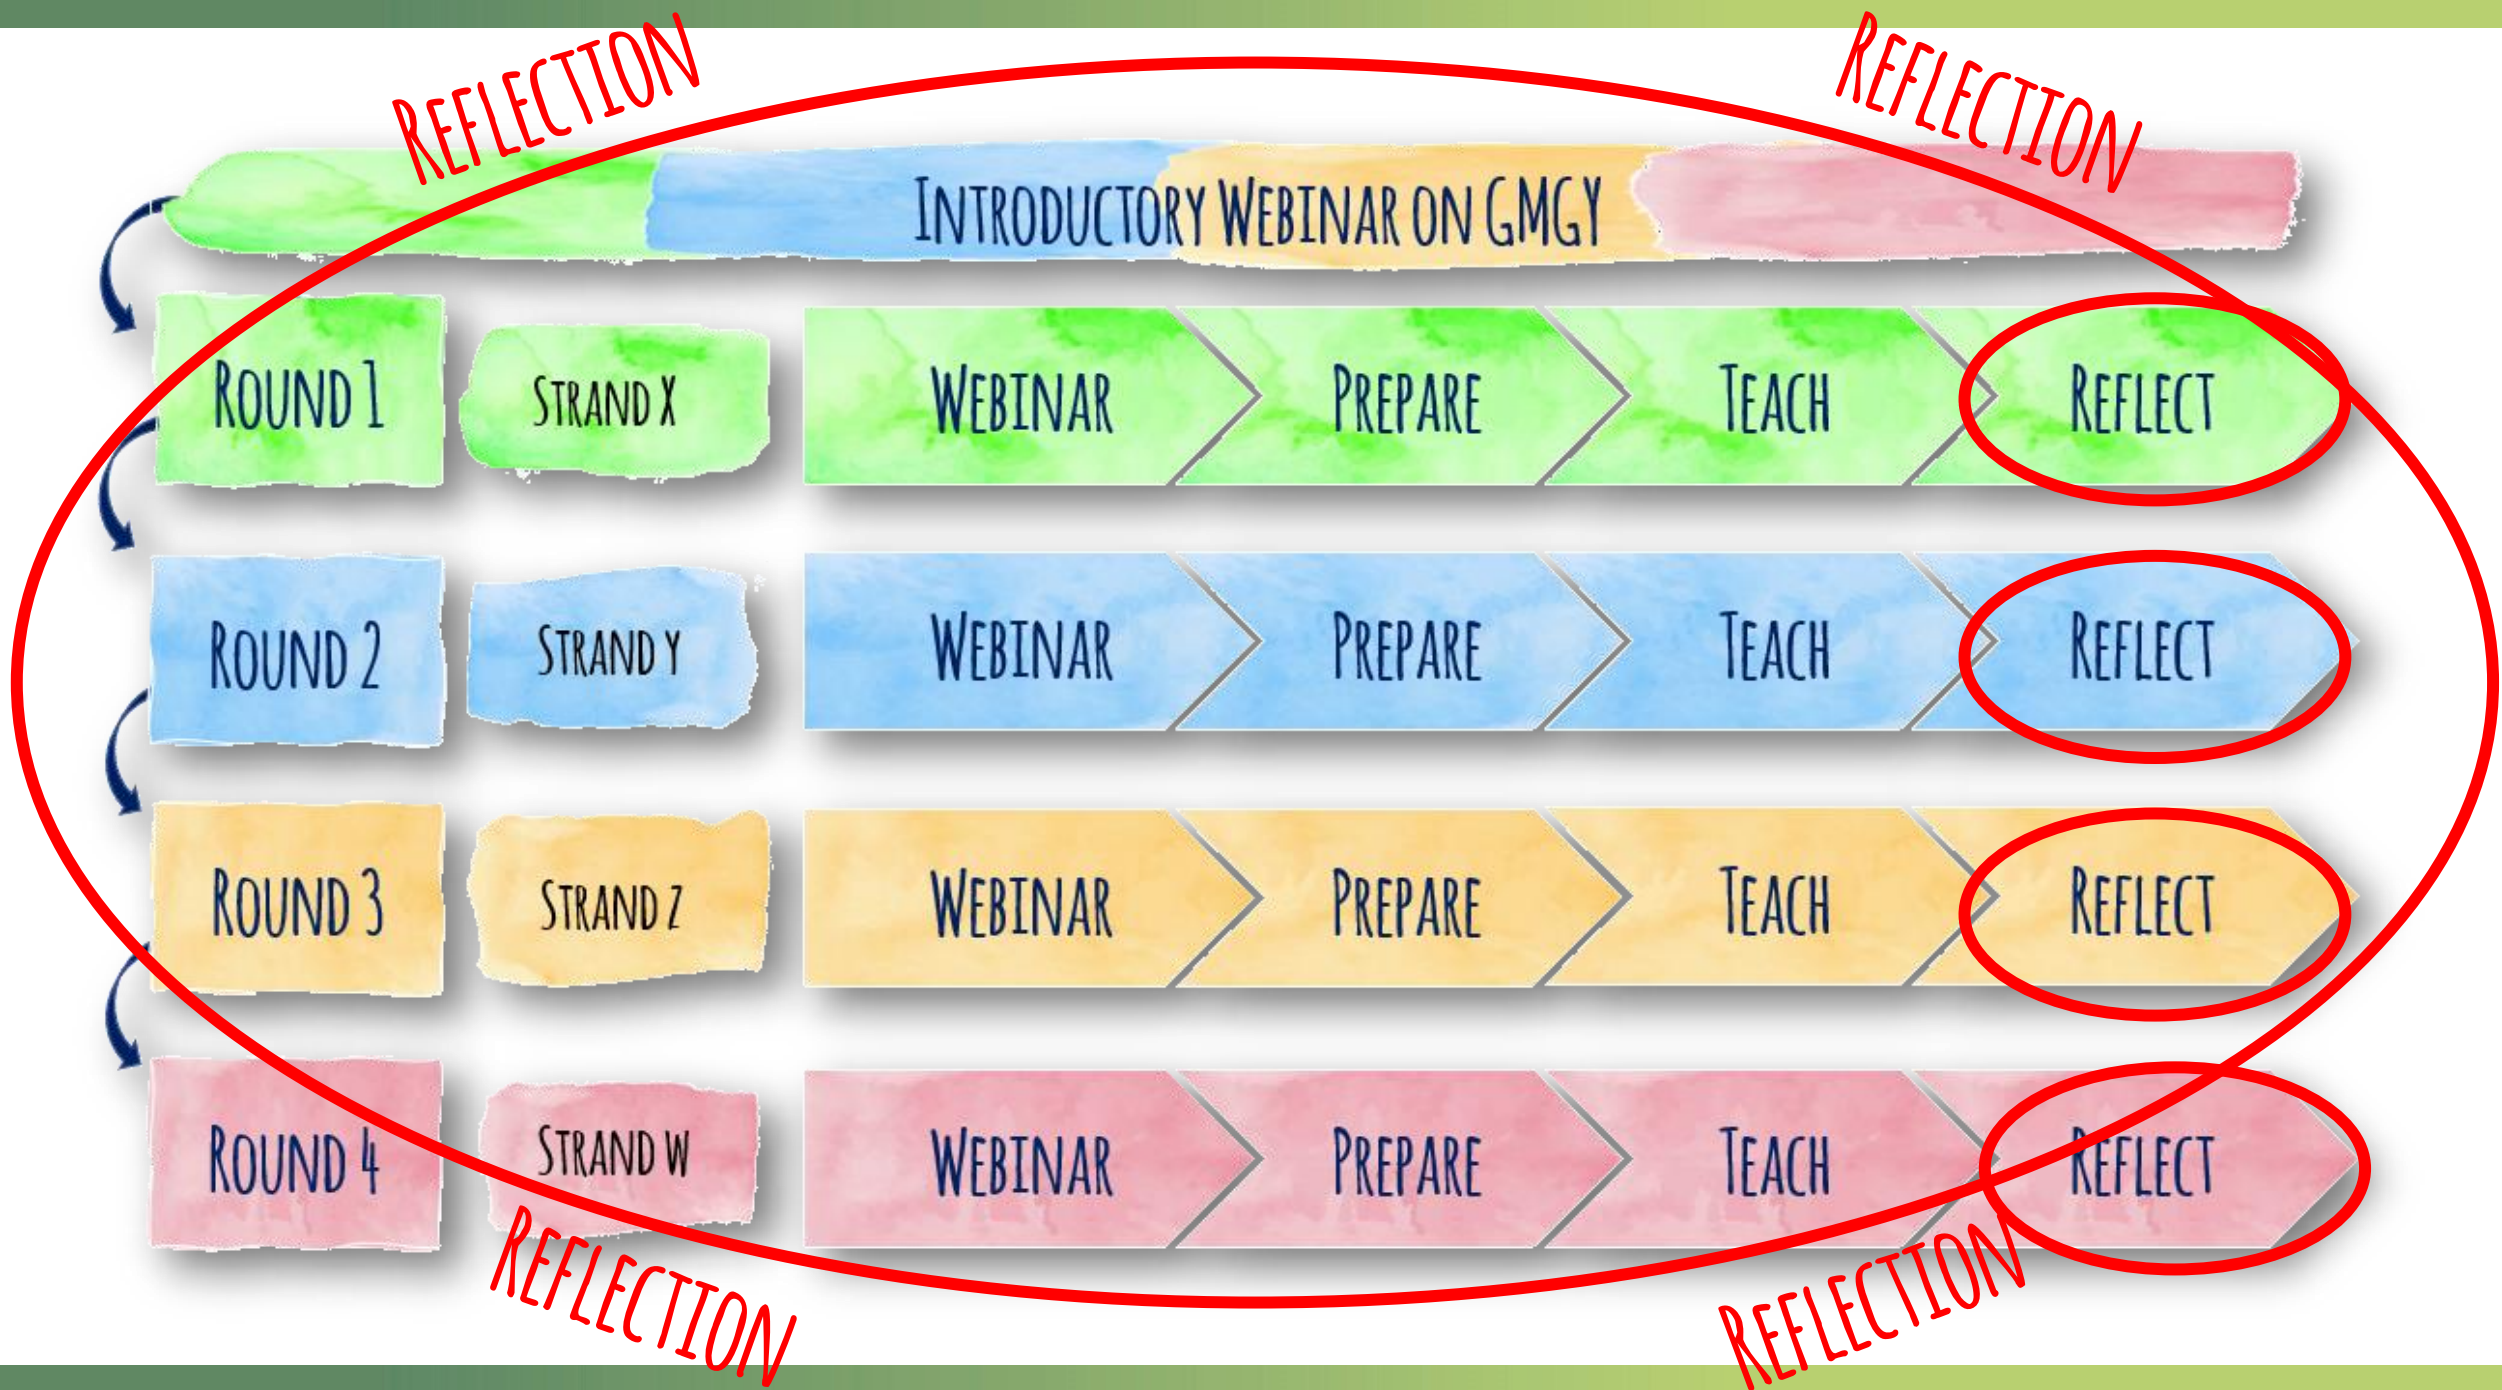 REFLECTION
REFLECTION
INTRODUCTORY WEBINAR ON GMGY
ROUND 1
STRAND X
WEBINAR
PREPARE
TEACH
REFLECT
ROUND 2
STRAND Y
WEBINAR
PREPARE
TEACH
REFLECT
ROUND 3
STRAND Z
WEBINAR
PREPARE
TEACH
REFLECT
ROUND 4
STRAND W
WEBINAR
PREPARE
TEACH
REFLECT
REFLECTION
REFLECTION